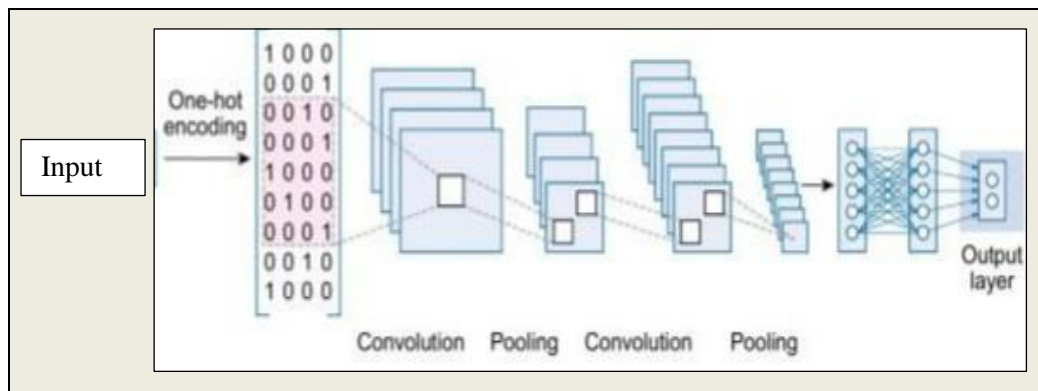 Input
One-hot
encoding
1 0 0 0
0 0 0 1
0 0 1 0
0 0 0 1
1 0 0 0
0 1 0 0
0 0 0 1
0 0 1 0
1 0 0 0
Convolution Pooling Convolution Pooling
Output
layer